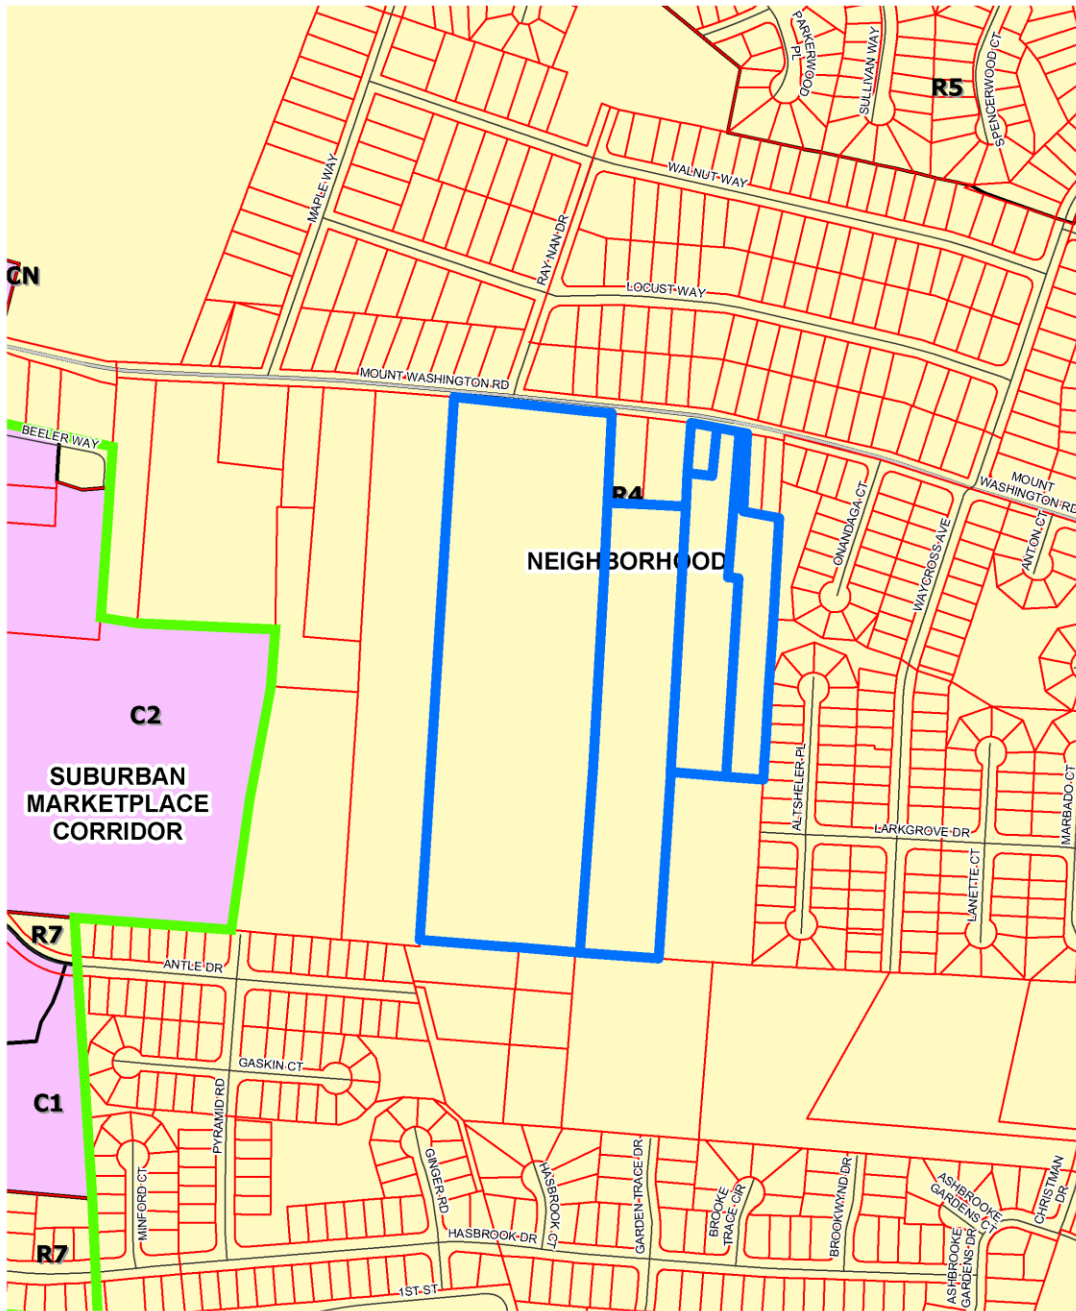 PARKERWOOD
PL
SULLIVAN WAY
SPENCERWOOD CT
R5
WALNUT WAY
MAPLE WAY
RAY NAN DR
CN
LOCUST WAY
MOUNT WASHINGTON RD
BEELER WAY
R4
MOUNT
WASHINGTON RD
ONANDAGA CT
ANTON CT
WAYCROSS AVE
NEIGHBORHOOD
C2
SUBURBAN
MARKETPLACE
CORRIDOR
ALTSHELER PL
LARKGROVE DR
MARBADO CT
LANETTE CT
R7
ANTLE DR
GASKIN CT
PYRAMID RD
C1
MINFORD CT
GINGER RD
HASBROOK CT
GARDEN TRACE DR
BROOKE
TRACE CIR
BROOKWYND DR
ASHBROOKE
GARDENS CT
CHRISTMAN
DR
HASBROOK DR
R7
ASHBROOKE
GARDENS DR
1ST ST